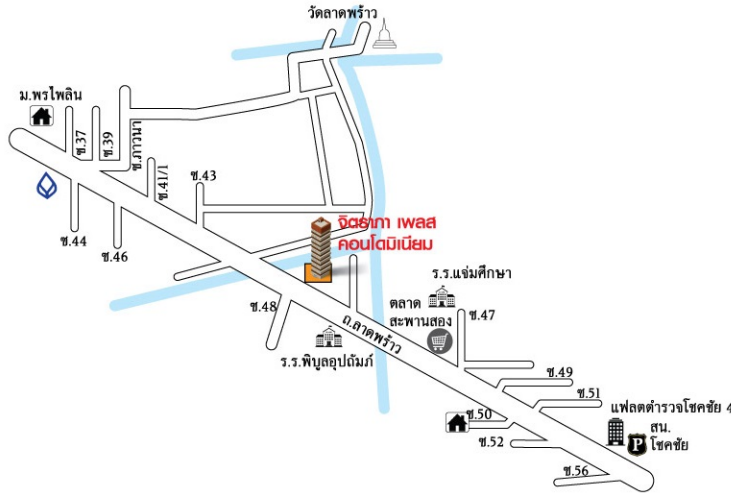 วัดลาดพร้าว
ม.พรไพลิน
ซ.37
ซ.39
ซ.ภาวนา
ซ.41/1
ซ.43
ซ.44
ซ.46
จิตราภา เพลส
คอนโดมิเนียม
ร.ร.แจ่มศึกษา
ตลาด
สะพานสอง
ซ.47
ซ.48
ถ.ลาดพร้าว
ร.ร.พิบูลอุปถัมภ์
ซ.49
ซ.51
ซ.50
แฟลตตำรวจโชคชัย 4
สน.
โชคชัย
P
ซ.52
ซ.56